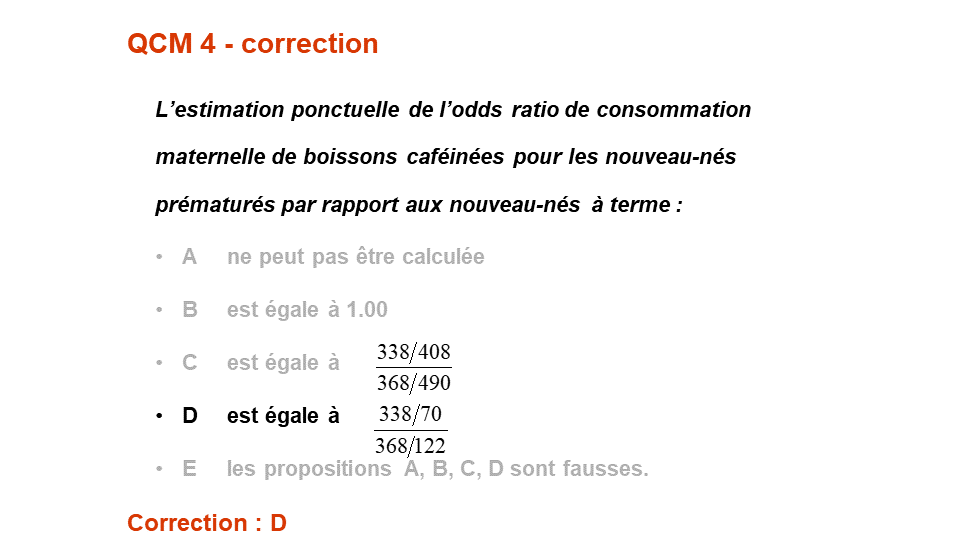 QCM 4 - correction
L’estimation ponctuelle de l’odds ratio de consommation
maternelle de boissons caféinées pour les nouveau-nés
prématurés par rapport aux nouveau-nés à terme :
• A ne peut pas être calculée
• B est égale à 1.00
• C est égale à 338/408
368/490
• D est égale à 338/70
368/122
• E les propositions A, B, C, D sont fausses.
Correction : D